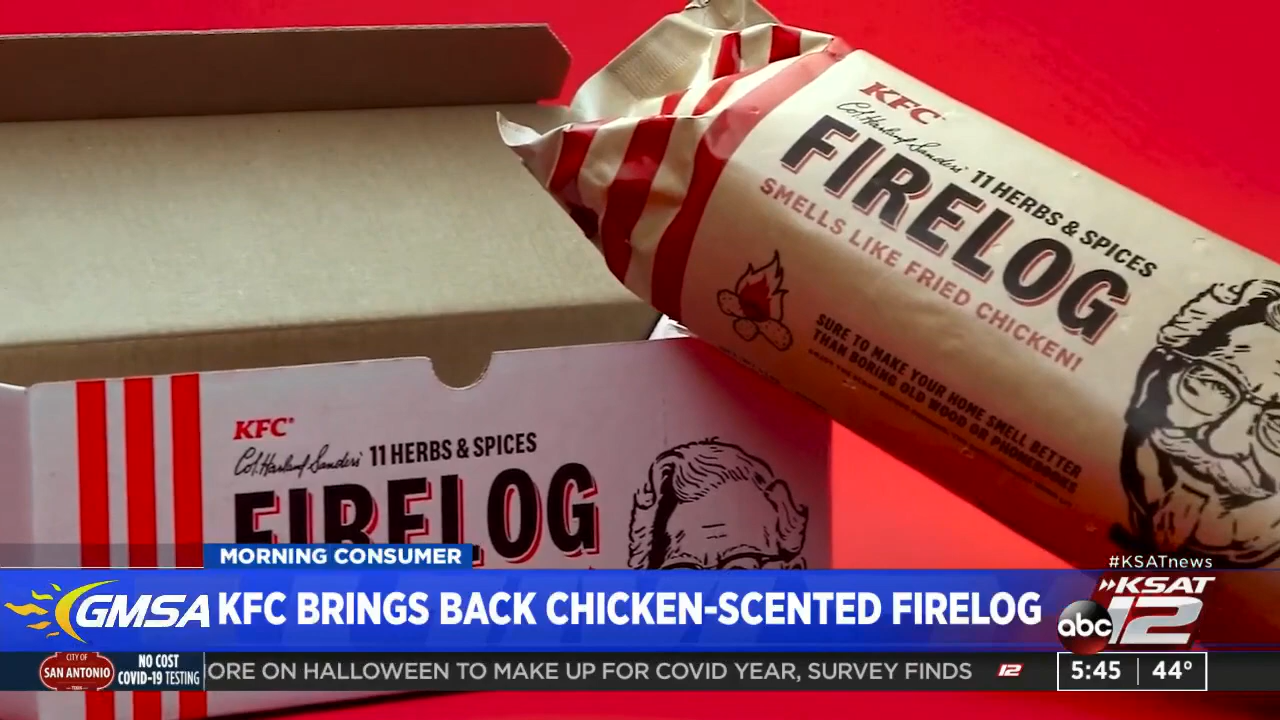 KFC
Col. Harland Sanders' 11 HERBS & SPICES
FIRELOG
SMELLS LIKE FRIED CHICKEN!
SURE TO MAKE YOUR HOME SMELL BETTER
THAN BORING OLD WOOD OR PHONEBOOKS
KFC®
Col. Harland Sanders' 11 HERBS & SPICES
FIRELOG
MORNING CONSUMER
#KSATnews
GMSA KFC BRINGS BACK CHICKEN-SCENTED FIRELOG
KSAT
abc 12
CITY OF
SAN ANTONIO
TEXAS
NO COST
COVID-19 TESTING
ORE ON HALLOWEEN TO MAKE UP FOR COVID YEAR, SURVEY FINDS 12
5:45 44°